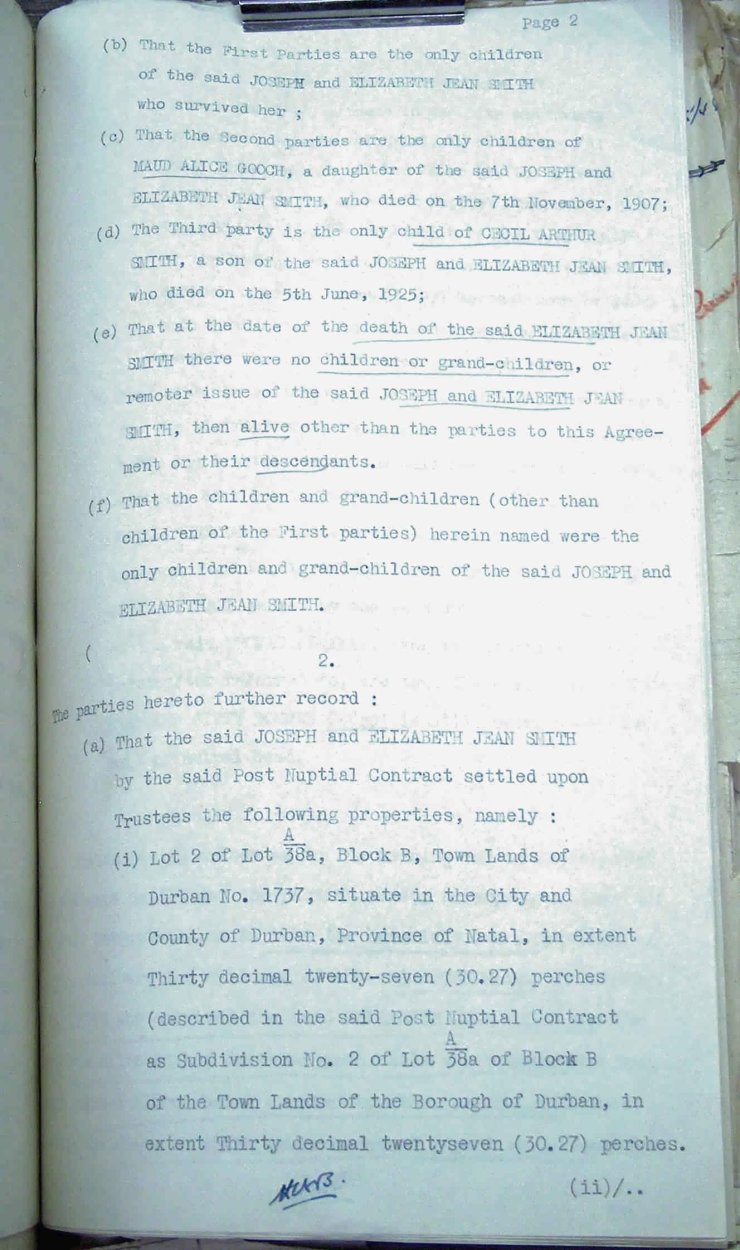 Page 2
(b) That the First Parties are the only children
of the said JOSEPH and ELIZABETH JEAN SMITH
who survived her ;
(c) That the Second parties are the only children of
MAUD ALICE GOOCH, a daughter of the said JOSEPH and
ELIZABETH JEAN SMITH, who died on the 7th November, 1907;
(d) The Third party is the only child of CECIL ARTHUR
SMITH, a son of the said JOSEPH and ELIZABETH JEAN SMITH,
who died on the 5th June, 1925;
(e) That at the date of the death of the said ELIZABETH JEAN
SMITH there were no children or grand-children, or
remoter issue of the said JOSEPH and ELIZABETH JEAN
SMITH, then alive other than the parties to this Agree-
ment or their descendants.
(f) That the children and grand-children (other than
children of the First parties) herein named were the
only children and grand-children of the said JOSEPH and
ELIZABETH JEAN SMITH.
(
2.
The parties hereto further record :
(a) That the said JOSEPH and ELIZABETH JEAN SMITH
by the said Post Nuptial Contract settled upon
Trustees the following properties, namely :
A
(i) Lot 2 of Lot 38a, Block B, Town Lands of
Durban No. 1737, situate in the City and
County of Durban, Province of Natal, in extent
Thirty decimal twenty-seven (30.27) perches
(described in the said Post Nuptial Contract
A
as Subdivision No. 2 of Lot 38a of Block B
of the Town Lands of the Borough of Durban, in
extent Thirty decimal twentyseven (30.27) perches.
(ii)/..